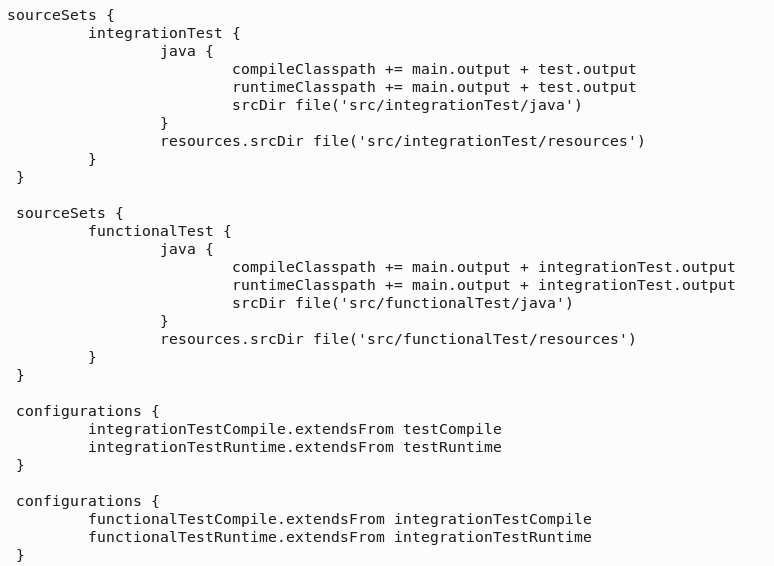 sourceSets {
integrationTest {
java {
compileClasspath += main.output + test.output
runtimeClasspath += main.output + test.output
srcDir file('src/integrationTest/java')
}
resources.srcDir file('src/integrationTest/resources')
}
}
sourceSets {
functionalTest {
java {
compileClasspath += main.output + integrationTest.output
runtimeClasspath += main.output + integrationTest.output
srcDir file('src/functionalTest/java')
}
resources.srcDir file('src/functionalTest/resources')
}
}
configurations {
integrationTestCompile.extendsFrom testCompile
integrationTestRuntime.extendsFrom testRuntime
}
configurations {
functionalTestCompile.extendsFrom integrationTestCompile
functionalTestRuntime.extendsFrom integrationTestRuntime
}